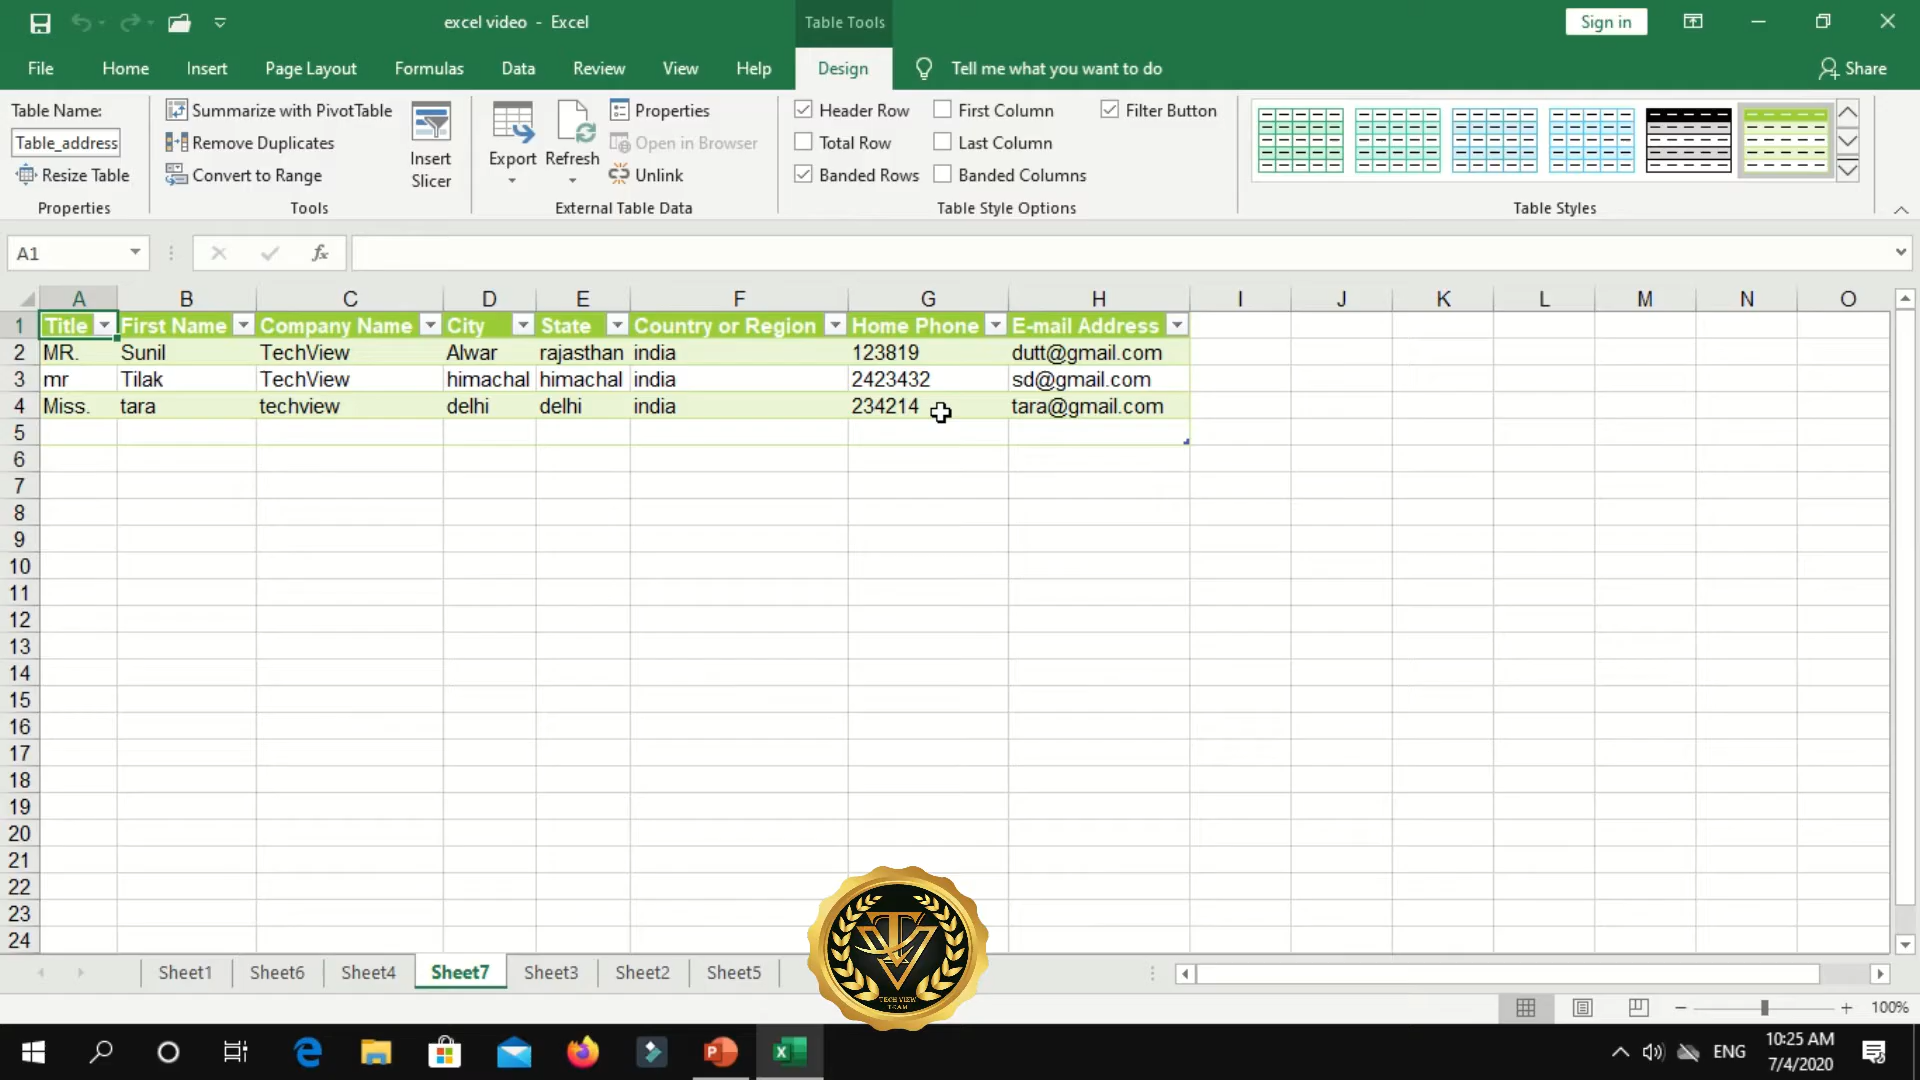 excel video - Excel
Table Tools
Sign in
File Home Insert Page Layout Formulas Data Review View Help Design Tell me what you want to do Share
Table Name:
Table_address
Resize Table
Properties
Summarize with PivotTable
Remove Duplicates
Convert to Range
Tools
Insert Slicer
Export Refresh
Properties
Open in Browser
Unlink
External Table Data
Header Row First Column Filter Button
Total Row Last Column
Banded Rows Banded Columns
Table Style Options
Table Styles
A1 fx
A B C D E F G H I J K L M N O
1 Title First Name Company Name City State Country or Region Home Phone E-mail Address
2 MR. Sunil TechView Alwar rajasthan india 123819 dutt@gmail.com
3 mr Tilak TechView himachal himachal india 2423432 sd@gmail.com
4 Miss. tara techview delhi delhi india 234214 tara@gmail.com
5
6
7
8
9
10
11
12
13
14
15
16
17
18
19
20
21
22
23
24
TECH VIEW
TEAM
Sheet1 Sheet6 Sheet4 Sheet7 Sheet3 Sheet2 Sheet5
100%
ENG
10:25 AM
7/4/2020